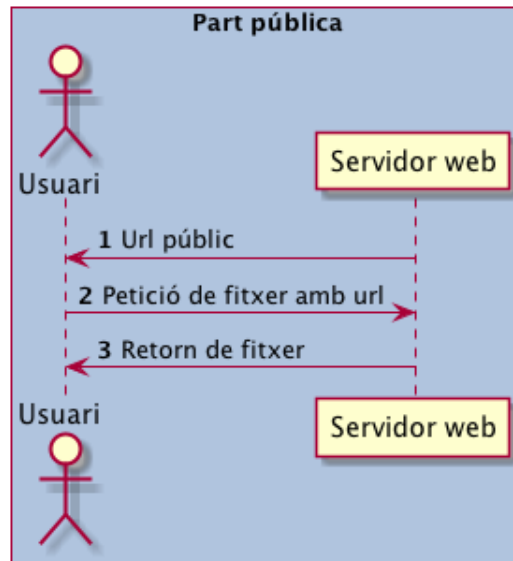 Part pública
Usuari
Servidor web
1 Url públic
2 Petició de fitxer amb url
3 Retorn de fitxer
Usuari
Servidor web